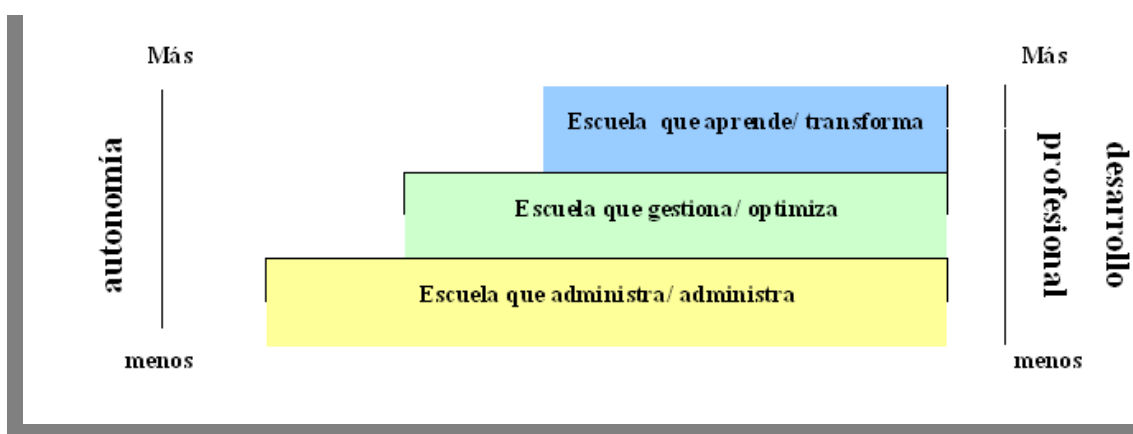 Más
Más
Escuela que aprende/ transforma
autonomía
Escuela que gestiona/ optimiza
profesional
desarrollo
Escuela que administra/ administra
menos
menos